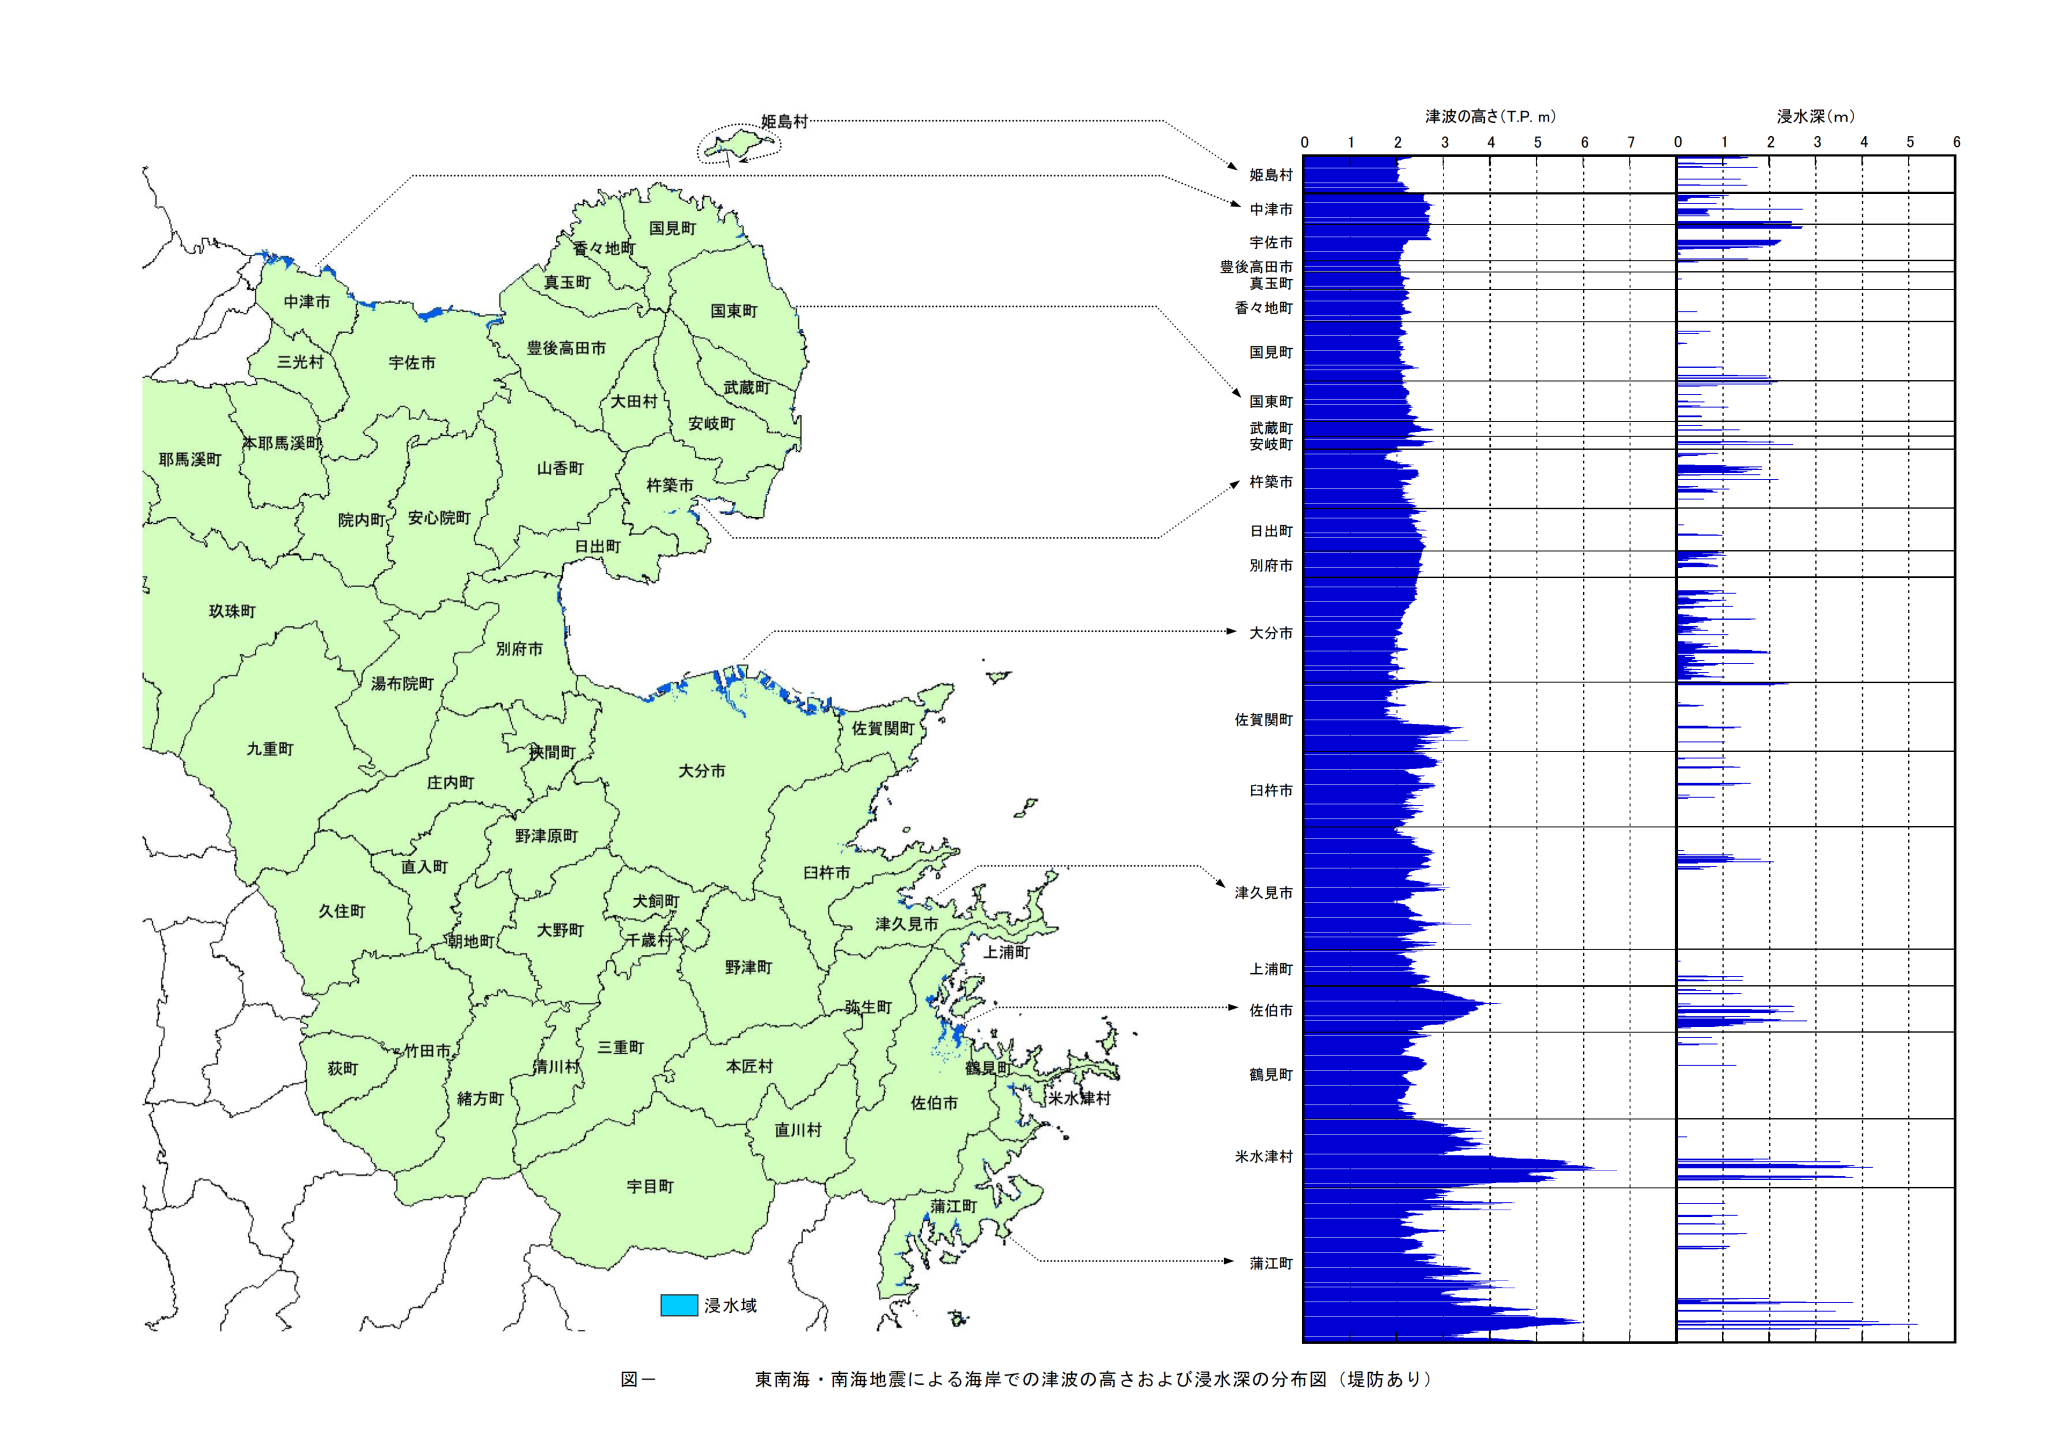 姫島村
国見町
香々地町
真玉町
中津市
国東町
豊後高田市
三光村
宇佐市
武蔵町
大田村
安岐町
本耶馬溪町
耶馬溪町
山香町
杵築市
院内町
安心院町
日出町
玖珠町
別府市
湯布院町
佐賀関町
九重町
挾間町
大分市
庄内町
野津原町
直入町
臼杵市
犬飼町
久住町
津久見市
大野町
朝地町
千歳村
上浦町
野津町
弥生町
竹田市
三重町
荻町
清川村
本匠村
鶴見町
緒方町
佐伯市
米水津村
直川村
宇目町
蒲江町
浸水域
津波の高さ(T.P. m)
0 1 2 3 4 5 6 7
浸水深(m)
0 1 2 3 4 5 6
姫島村
中津市
宇佐市
豊後高田市
真玉町
香々地町
国見町
国東町
武蔵町
安岐町
杵築市
日出町
別府市
大分市
佐賀関町
臼杵市
津久見市
上浦町
佐伯市
鶴見町
米水津村
蒲江町
図－ 東南海・南海地震による海岸での津波の高さおよび浸水深の分布図（堤防あり）